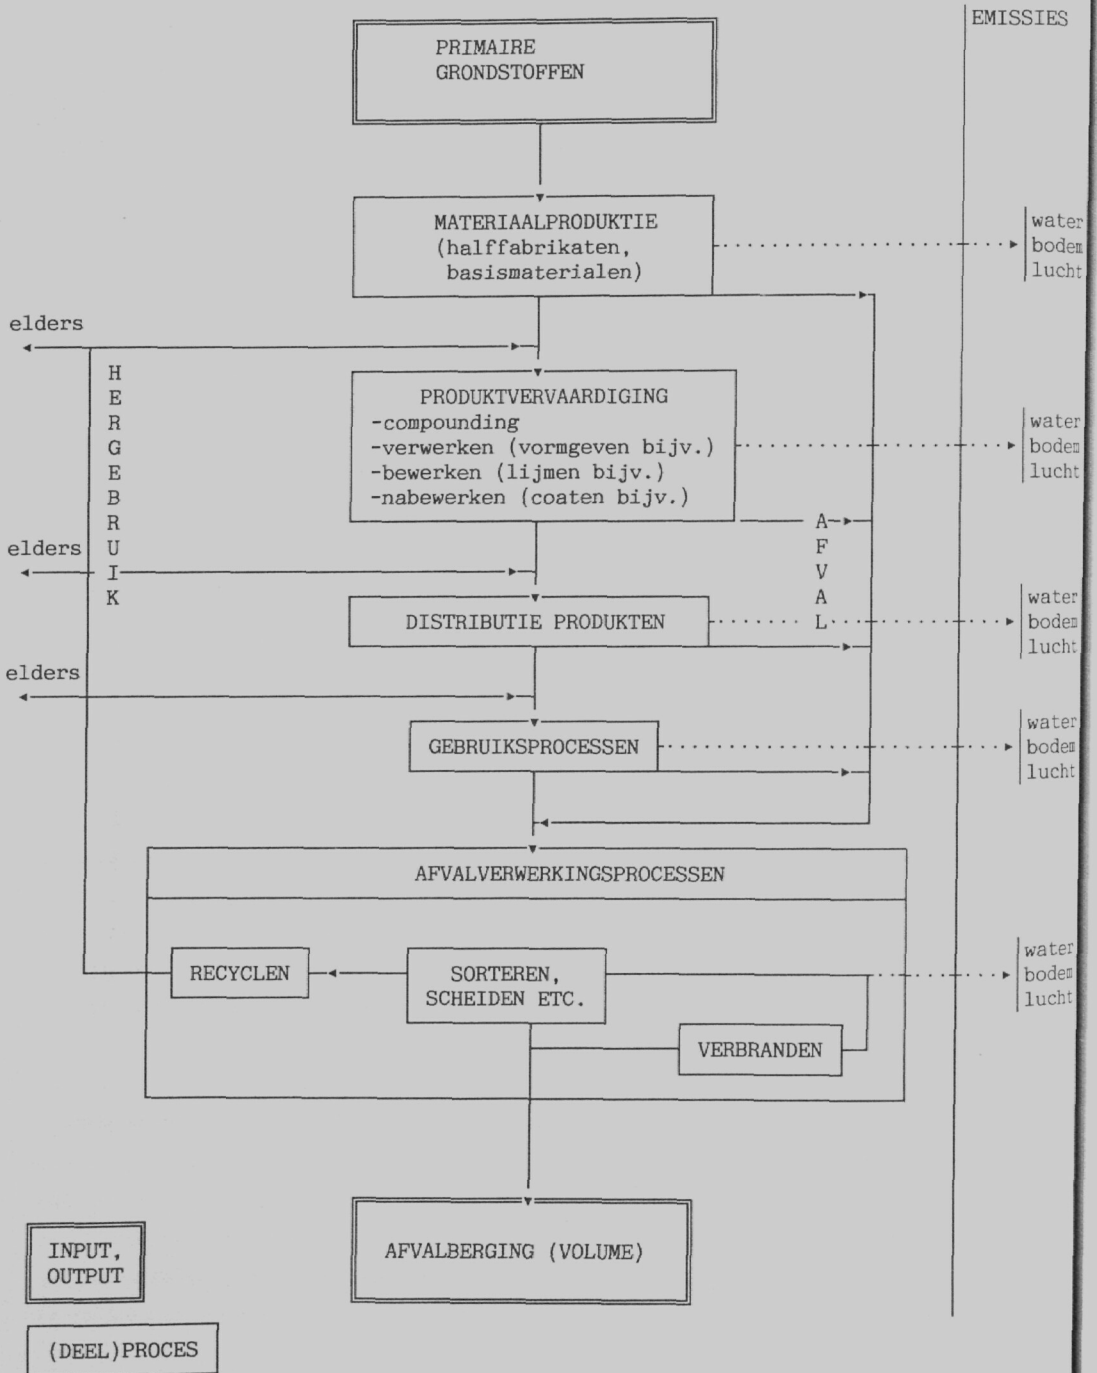 EMISSIES
PRIMAIRE
GRONDSTOFFEN
MATERIAALPRODUKTIE
(halffabrikaten,
basismaterialen)
water
bodem
lucht
elders
HERGEBRUIK
PRODUKTVERVAARDIGING
-compounding
-verwerken (vormgeven bijv.)
-bewerken (lijmen bijv.)
-nabewerken (coaten bijv.)
water
bodem
lucht
AFVAL
elders
DISTRIBUTIE PRODUKTEN
water
bodem
lucht
elders
GEBRUIKSPROCESSEN
water
bodem
lucht
AFVALVERWERKINGSPROCESSEN
RECYCLEN
SORTEREN,
SCHEIDEN ETC.
water
bodem
lucht
VERBRANDEN
AFVALBERGING (VOLUME)
INPUT,
OUTPUT
(DEEL)PROCES